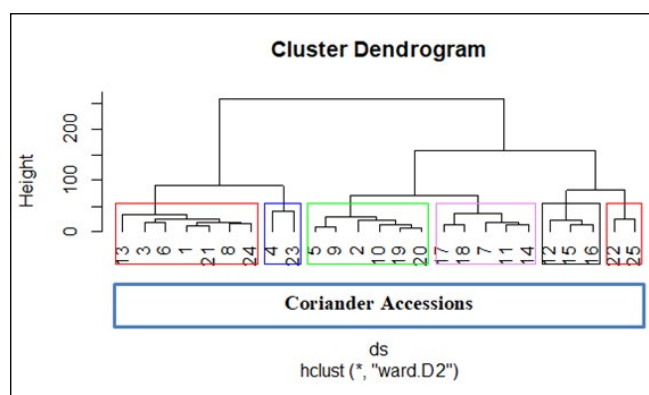 Cluster Dendrogram
Height
200
100
0
13 3 6 1 21 8 24 4 23 5 9 2 10 19 20 17 18 7 11 14 12 15 16 22 25
Coriander Accessions
ds
hclust (*, "ward.D2")